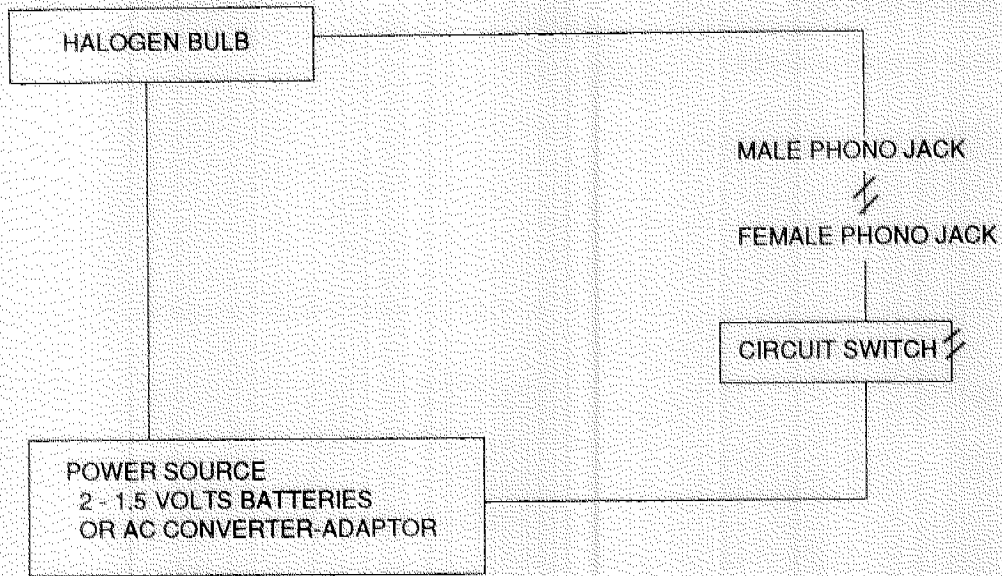 HALOGEN BULB
MALE PHONO JACK
FEMALE PHONO JACK
CIRCUIT SWITCH
POWER SOURCE
2 - 1.5 VOLTS BATTERIES
OR AC CONVERTER-ADAPTOR